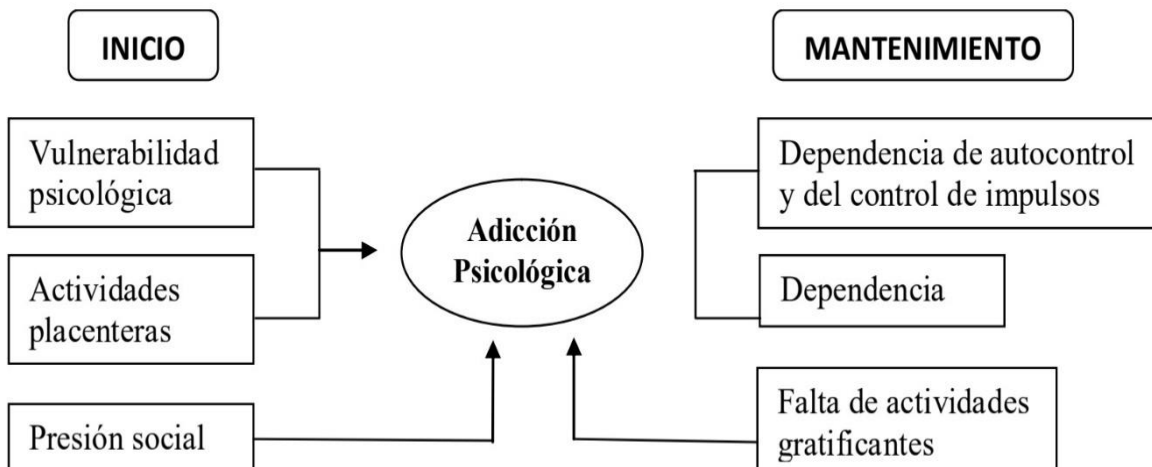 INICIO
MANTENIMIENTO
Vulnerabilidad
psicológica
Actividades
placenteras
Presión social
Adicción
Psicológica
Dependencia de autocontrol
y del control de impulsos
Dependencia
Falta de actividades
gratificantes